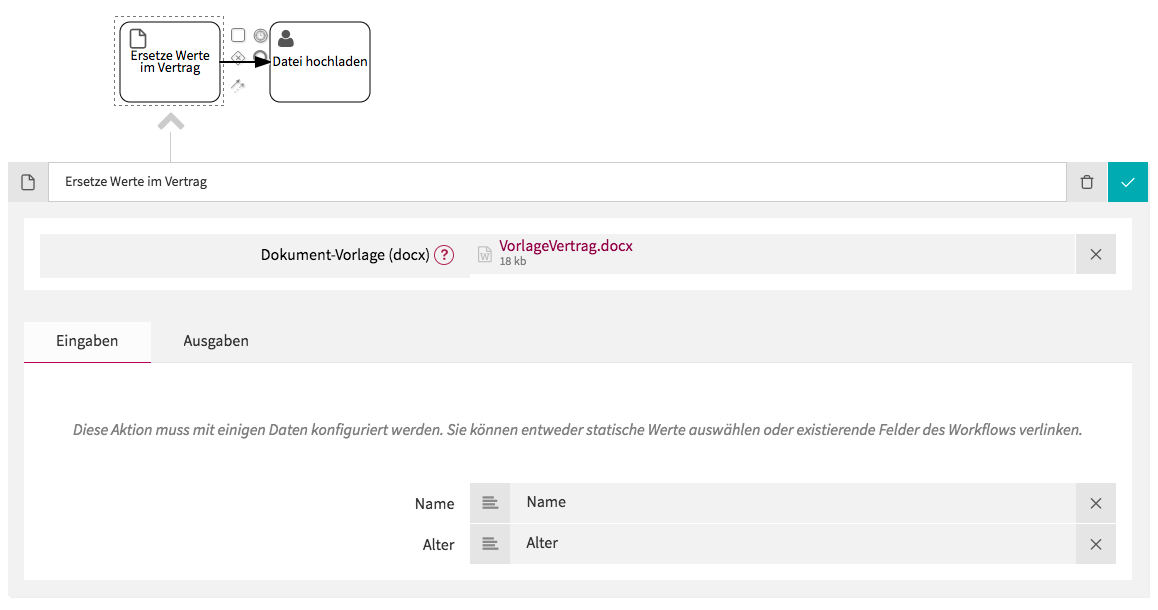 Ersetze Werte
im Vertrag
Datei hochladen
Ersetze Werte im Vertrag
Dokument-Vorlage (docx) ?
VorlageVertrag.docx
18 kb
Eingaben
Ausgaben
Diese Aktion muss mit einigen Daten konfiguriert werden. Sie können entweder statische Werte auswählen oder existierende Felder des Workflows verlinken.
Name
Name
Alter
Alter